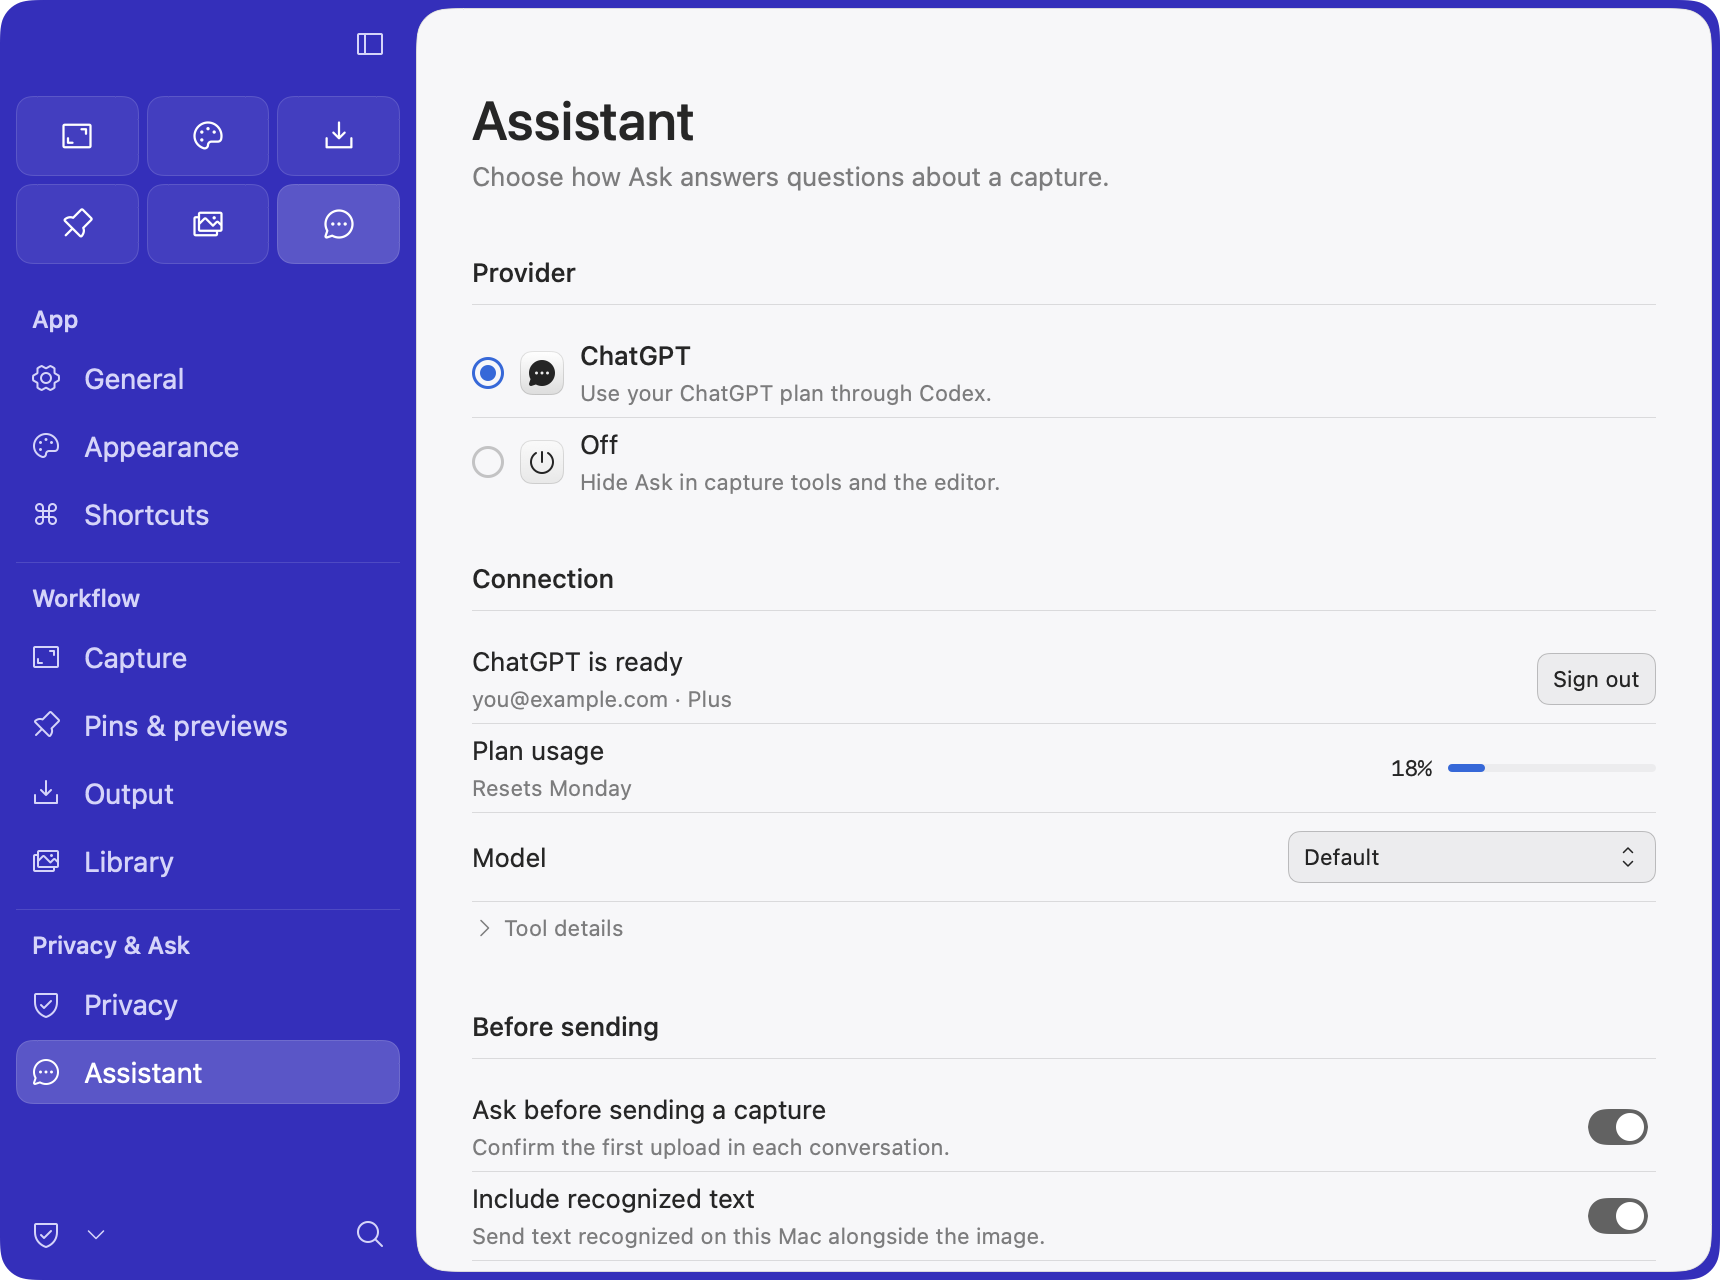 App
General
Appearance
Shortcuts
Workflow
Capture
Pins & previews
Output
Library
Privacy & Ask
Privacy
Assistant
Assistant
Choose how Ask answers questions about a capture.
Provider
ChatGPT
Use your ChatGPT plan through Codex.
Off
Hide Ask in capture tools and the editor.
Connection
ChatGPT is ready
you@example.com · Plus
Sign out
Plan usage
Resets Monday
18%
Model
Default
Tool details
Before sending
Ask before sending a capture
Confirm the first upload in each conversation.
Include recognized text
Send text recognized on this Mac alongside the image.